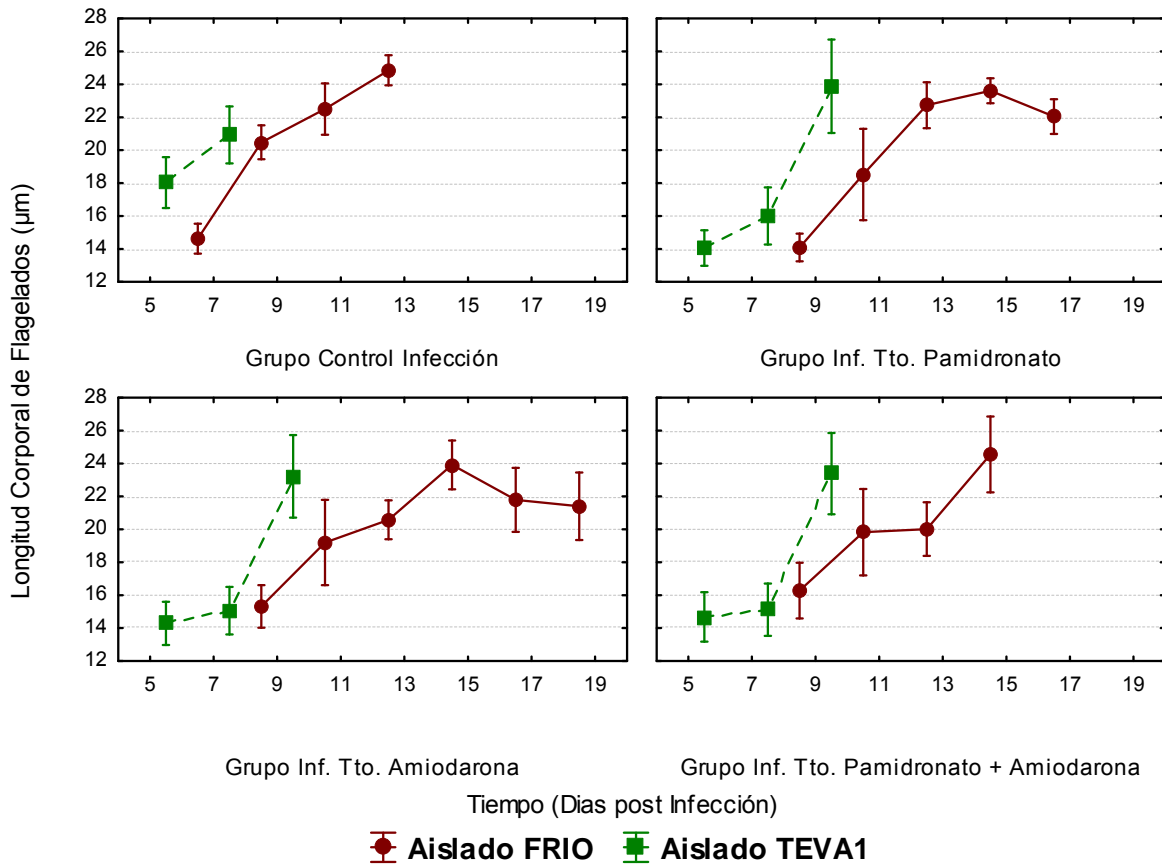 Longitud Corporal de Flagelados (µm)
28
26
24
22
20
18
16
14
12
5 7 9 11 13 15 17 19
Grupo Control Infección
5 7 9 11 13 15 17 19
Grupo Inf. Tto. Pamidronato
28
26
24
22
20
18
16
14
12
5 7 9 11 13 15 17 19
Grupo Inf. Tto. Amiodarona
5 7 9 11 13 15 17 19
Grupo Inf. Tto. Pamidronato + Amiodarona
Tiempo (Dias post Infección)
Aislado FRIO Aislado TEVA1